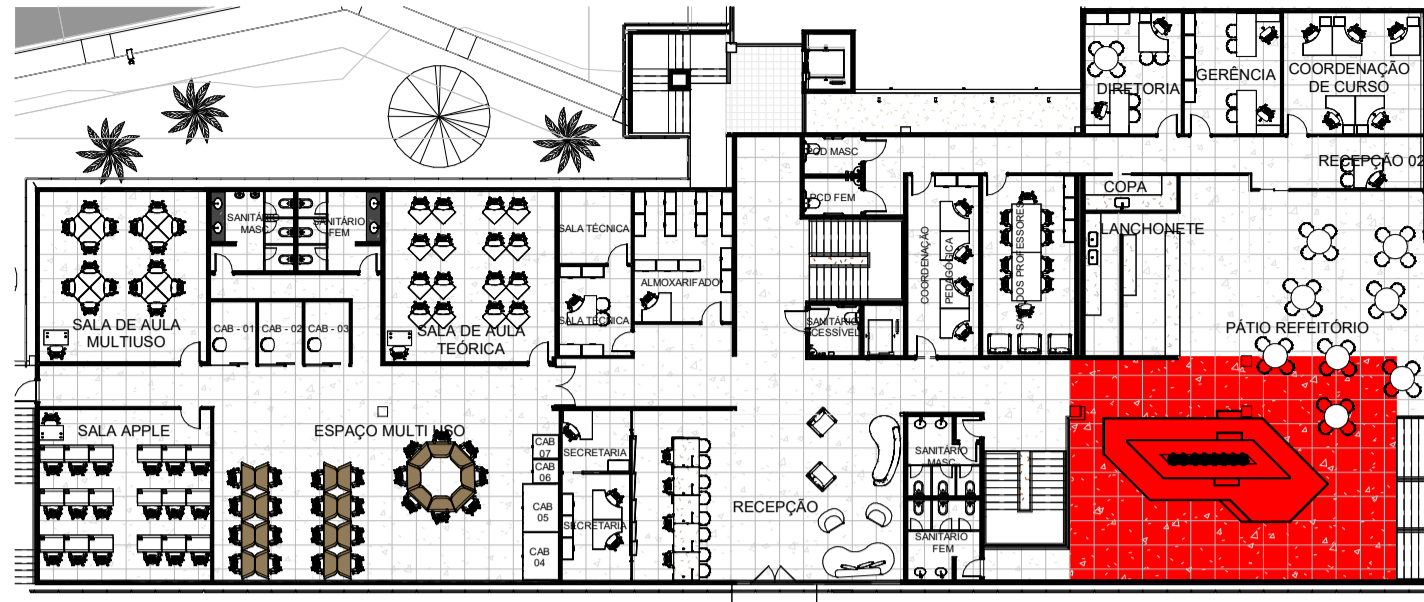 DIRETORIA
GERÊNCIA
COORDENAÇÃO
DE CURSO
RECEPÇÃO 02
PCD MASC
PCD FEM
COPA
LANCHONETE
SANITÁRIO
MASC
SANITÁRIO
FEM
SALA TÉCNICA
ALMOXARIFADO
SALA TÉCNICA
COORDENAÇÃO
PEDAGÓGICA
SALA DOS PROFESSORES
SANITÁRIO
ACESSÍVEL
SALA DE AULA
MULTIUSO
CAB - 01
CAB - 02
CAB - 03
SALA DE AULA
TEÓRICA
PÁTIO REFEITÓRIO
SALA APPLE
ESPAÇO MULTI USO
CAB
07
CAB
06
CAB
05
CAB
04
SECRETARIA
SECRETARIA
RECEPÇÃO
SANITÁRIO
MASC
SANITÁRIO
FEM